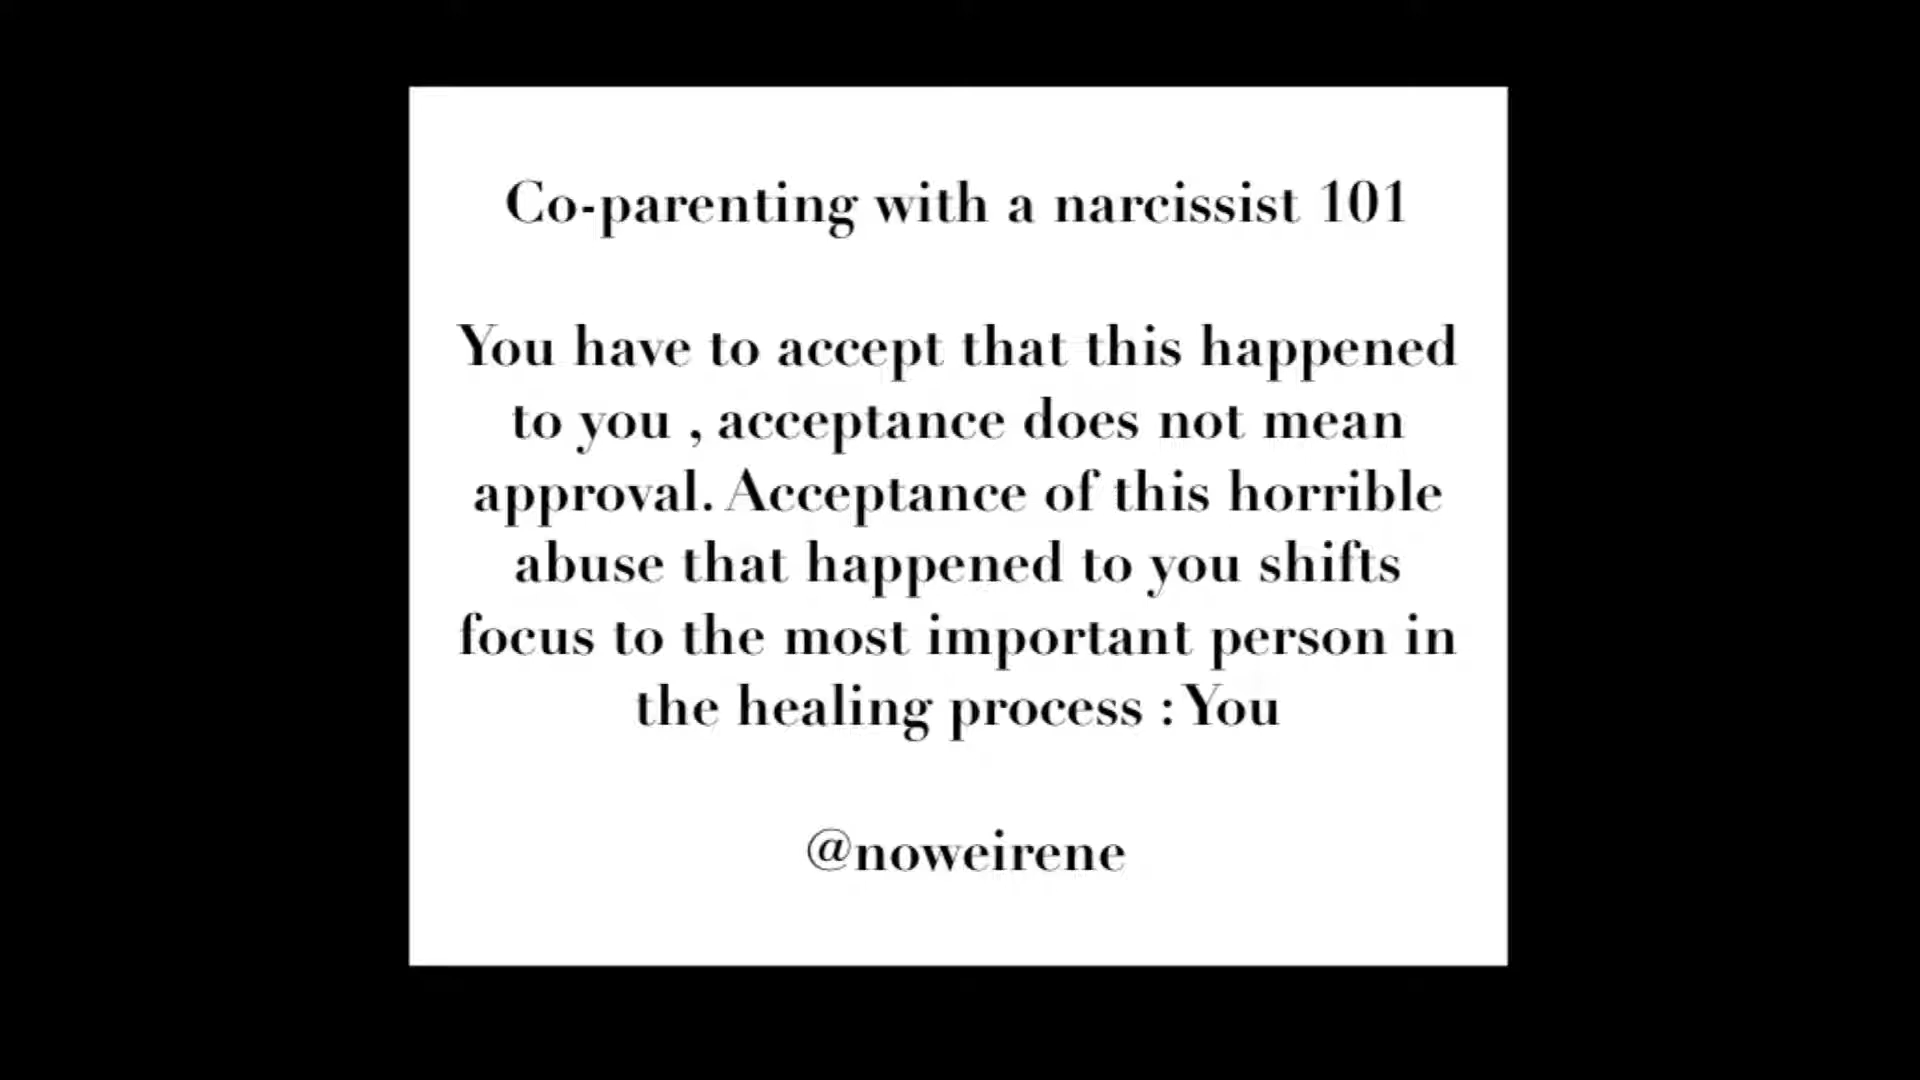 Co-parenting with a narcissist 101
You have to accept that this happened
to you , acceptance does not mean
approval. Acceptance of this horrible
abuse that happened to you shifts
focus to the most important person in
the healing process : You
@noweirene